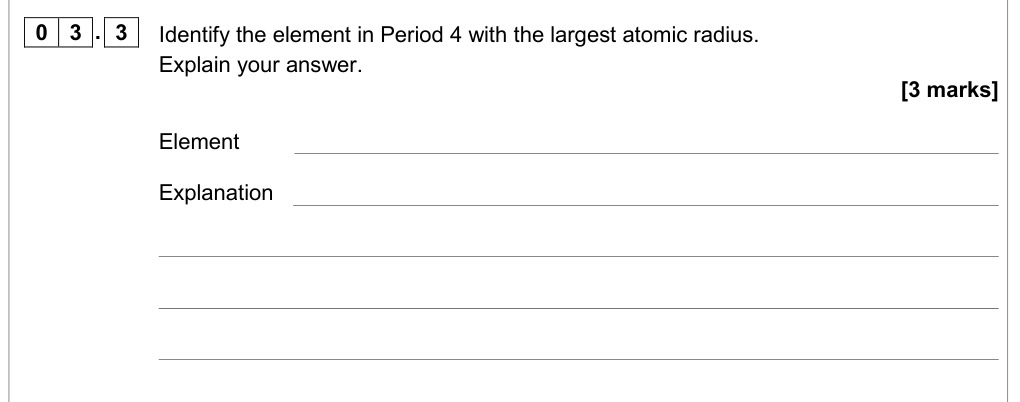 0 3 . 3 Identify the element in Period 4 with the largest atomic radius.
Explain your answer.
[3 marks]
Element
Explanation